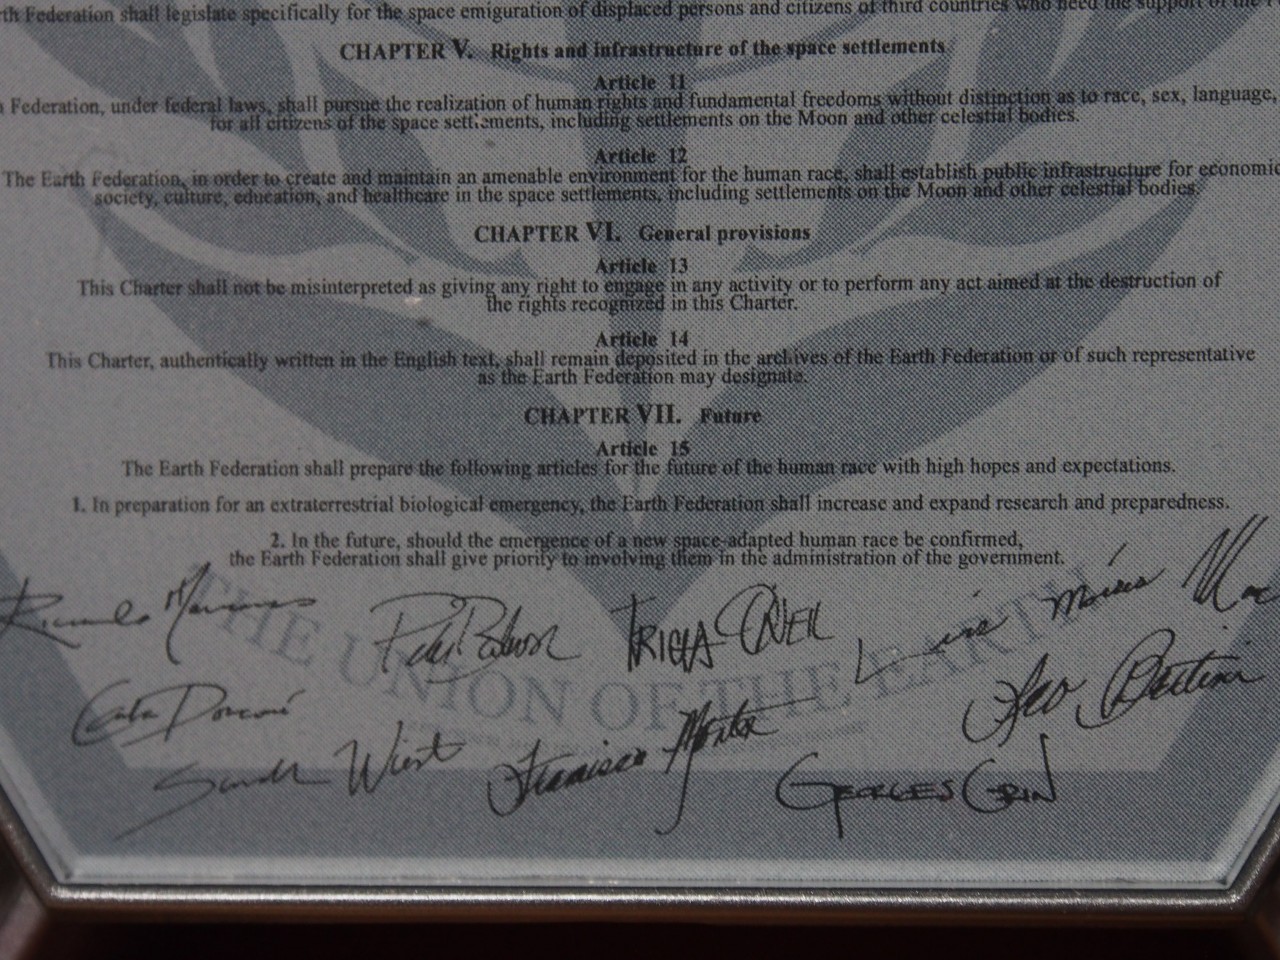 th Federation shall legislate specifically for the space emiguration of displaced persons and citizens of third countries who need the support of the
CHAPTER V. Rights and infrastructure of the space settlements
Article 11
Federation, under federal laws, shall pursue the realization of human rights and fundamental freedoms without distinction as to race, sex, language,
for all citizens of the space settlements, including settlements on the Moon and other celestial bodies.
Article 12
The Earth Federation, in order to create and maintain an amenable environment for the human race, shall establish public infrastructure for economic
society, culture, education, and healthcare in the space settlements, including settlements on the Moon and other celestial bodies.
CHAPTER VI. General provisions
Article 13
This Charter shall not be misinterpreted as giving any right to engage in any activity or to perform any act aimed at the destruction of
the rights recognized in this Charter.
Article 14
This Charter, authentically written in the English text, shall remain deposited in the archives of the Earth Federation or of such representative
as the Earth Federation may designate.
CHAPTER VII. Future
Article 15
The Earth Federation shall prepare the following articles for the future of the human race with high hopes and expectations.
1. In preparation for an extraterrestrial biological emergency, the Earth Federation shall increase and expand research and preparedness.
2. In the future, should the emergence of a new space-adapted human race be confirmed,
the Earth Federation shall give priority to involving them in the administration of the government.
THE UNION OF THE EARTH
TRICIA O'NEIL
GEORGES GRIN